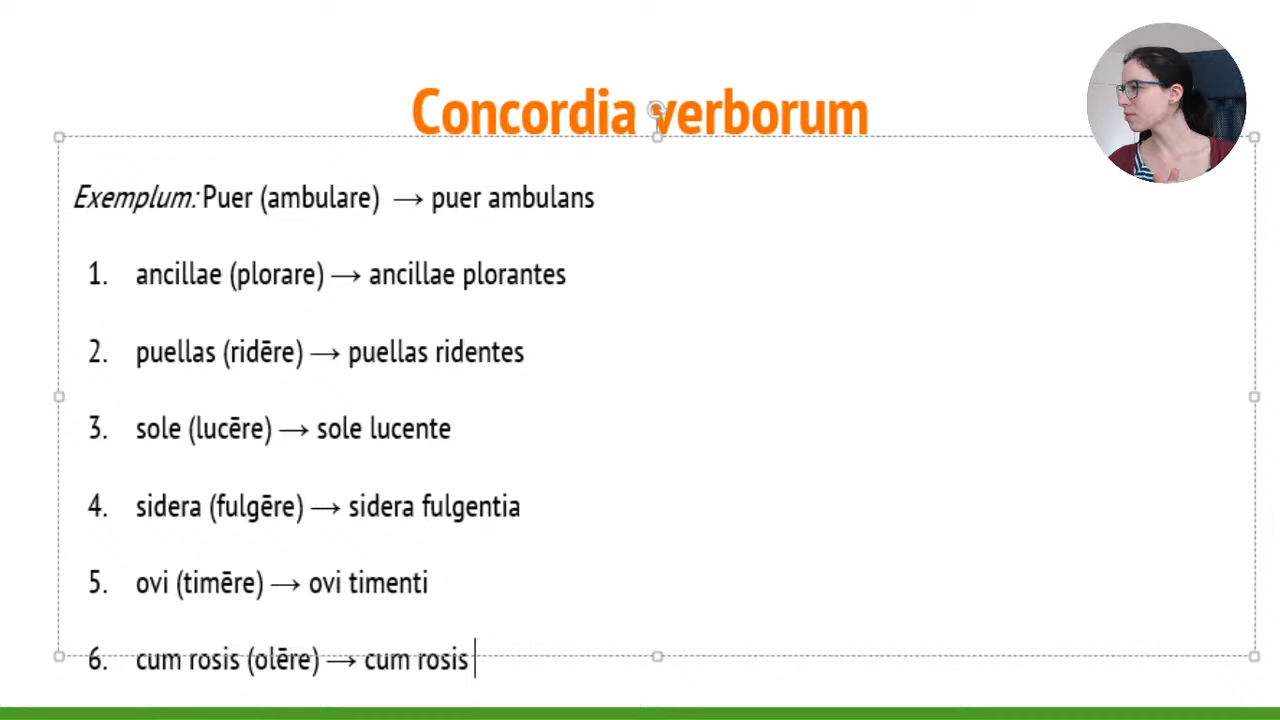 Concordia verborum
Exemplum: Puer (ambulare) → puer ambulans
1. ancillae (plorare) → ancillae plorantes
2. puellas (ridēre) → puellas ridentes
3. sole (lucēre) → sole lucente
4. sidera (fulgēre) → sidera fulgentia
5. ovi (timēre) → ovi timenti
6. cum rosis (olēre) → cum rosis